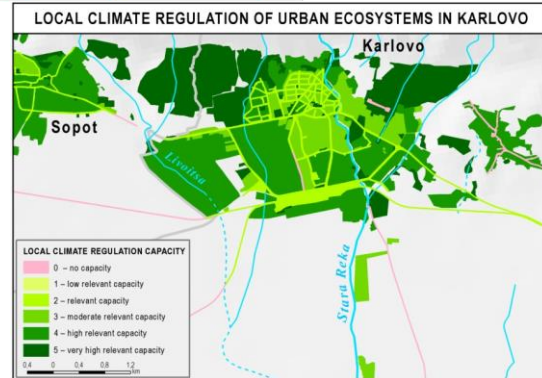 LOCAL CLIMATE REGULATION OF URBAN ECOSYSTEMS IN KARLOVO
Karlovo
Sopot
Livoitsa
Stara Reka
LOCAL CLIMATE REGULATION CAPACITY
0 – no capacity
1 – low relevant capacity
2 – relevant capacity
3 – moderate relevant capacity
4 – high relevant capacity
5 – very high relevant capacity
0,4 0 0,4 0,8 1,2
km